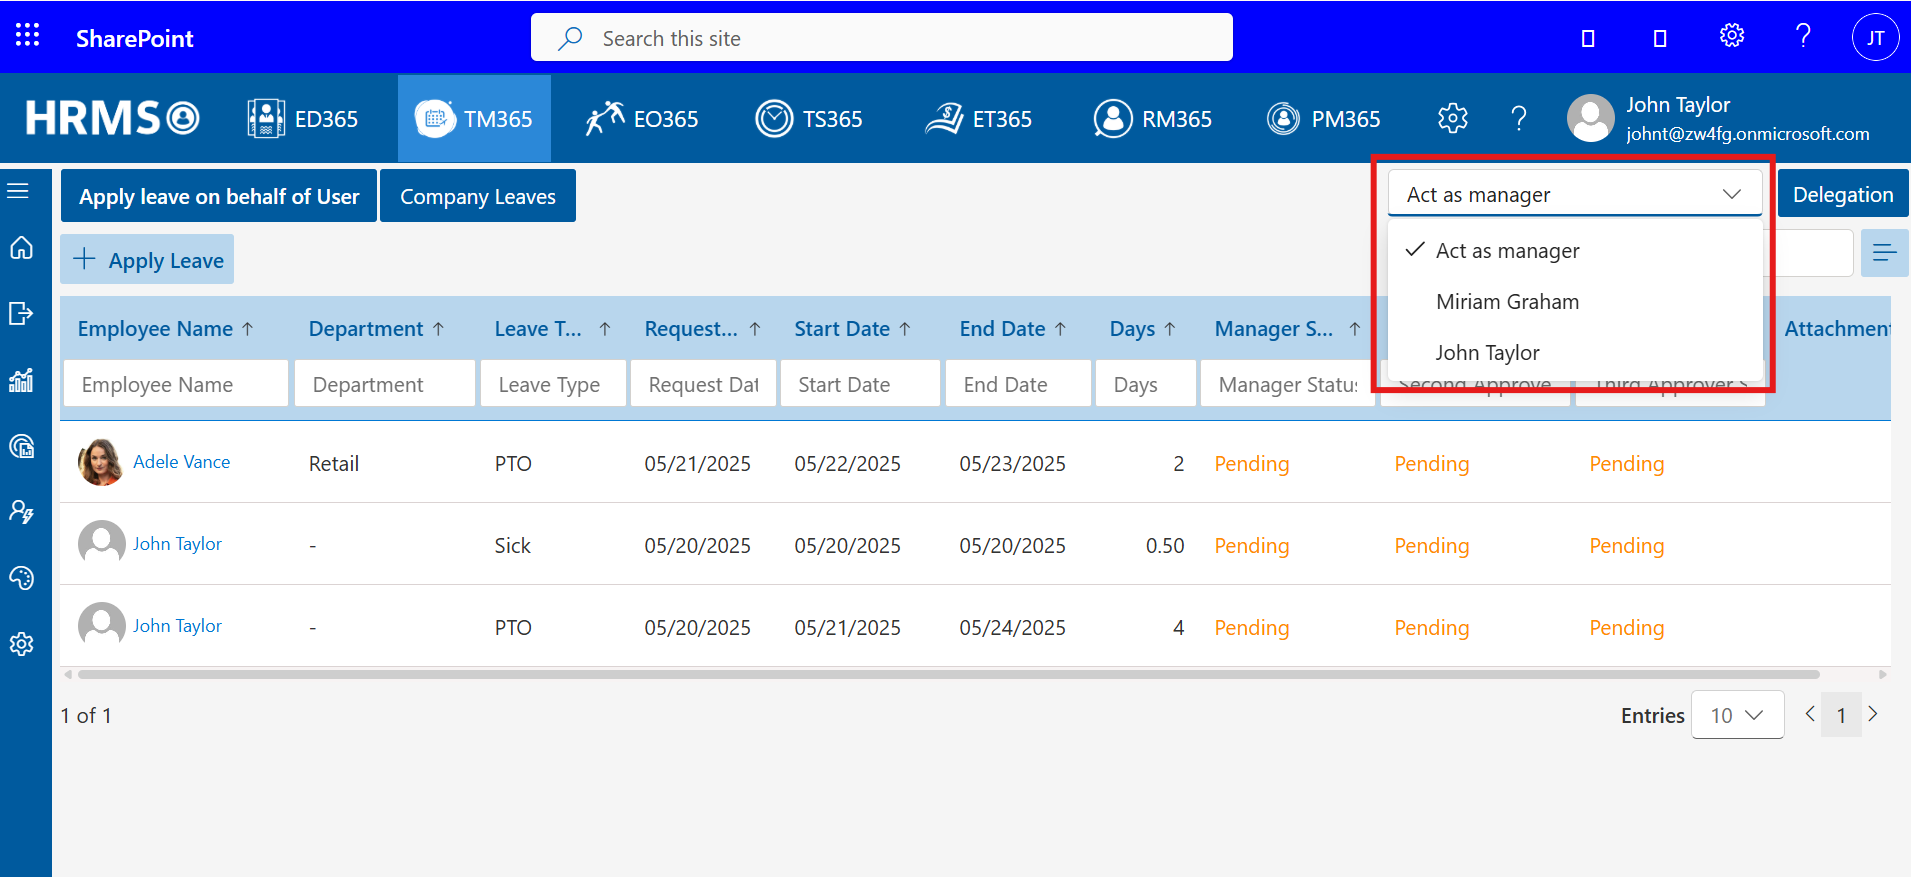 SharePoint
Search this site
JT
HRMS
ED365
TM365
EO365
TS365
ET365
RM365
PM365
?
John Taylor
johnt@zw4fg.onmicrosoft.com
Apply leave on behalf of User
Company Leaves
Act as manager
Delegation
Act as manager
Miriam Graham
John Taylor
+ Apply Leave
Employee Name ↑ Department ↑ Leave T... ↑ Request... ↑ Start Date ↑ End Date ↑ Days ↑ Manager S... ↑ Attachment
Employee Name Department Leave Type Request Dat Start Date End Date Days Manager Status Second Approve Third Approver S
Adele Vance Retail PTO 05/21/2025 05/22/2025 05/23/2025 2 Pending Pending Pending
John Taylor - Sick 05/20/2025 05/20/2025 05/20/2025 0.50 Pending Pending Pending
John Taylor - PTO 05/20/2025 05/21/2025 05/24/2025 4 Pending Pending Pending
1 of 1
Entries 10 < 1 >